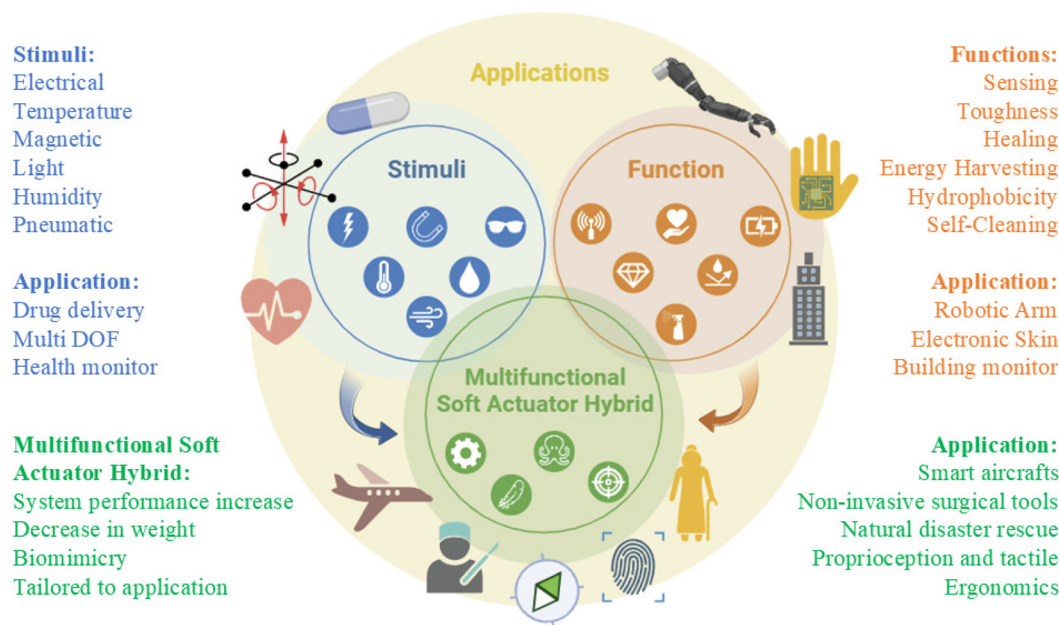 Stimuli:
Electrical
Temperature
Magnetic
Light
Humidity
Pneumatic
Application:
Drug delivery
Multi DOF
Health monitor
Multifunctional Soft
Actuator Hybrid:
System performance increase
Decrease in weight
Biomimicry
Tailored to application
Applications
Stimuli
Function
Multifunctional
Soft Actuator Hybrid
Functions:
Sensing
Toughness
Healing
Energy Harvesting
Hydrophobicity
Self-Cleaning
Application:
Robotic Arm
Electronic Skin
Building monitor
Application:
Smart aircrafts
Non-invasive surgical tools
Natural disaster rescue
Proprioception and tactile
Ergonomics